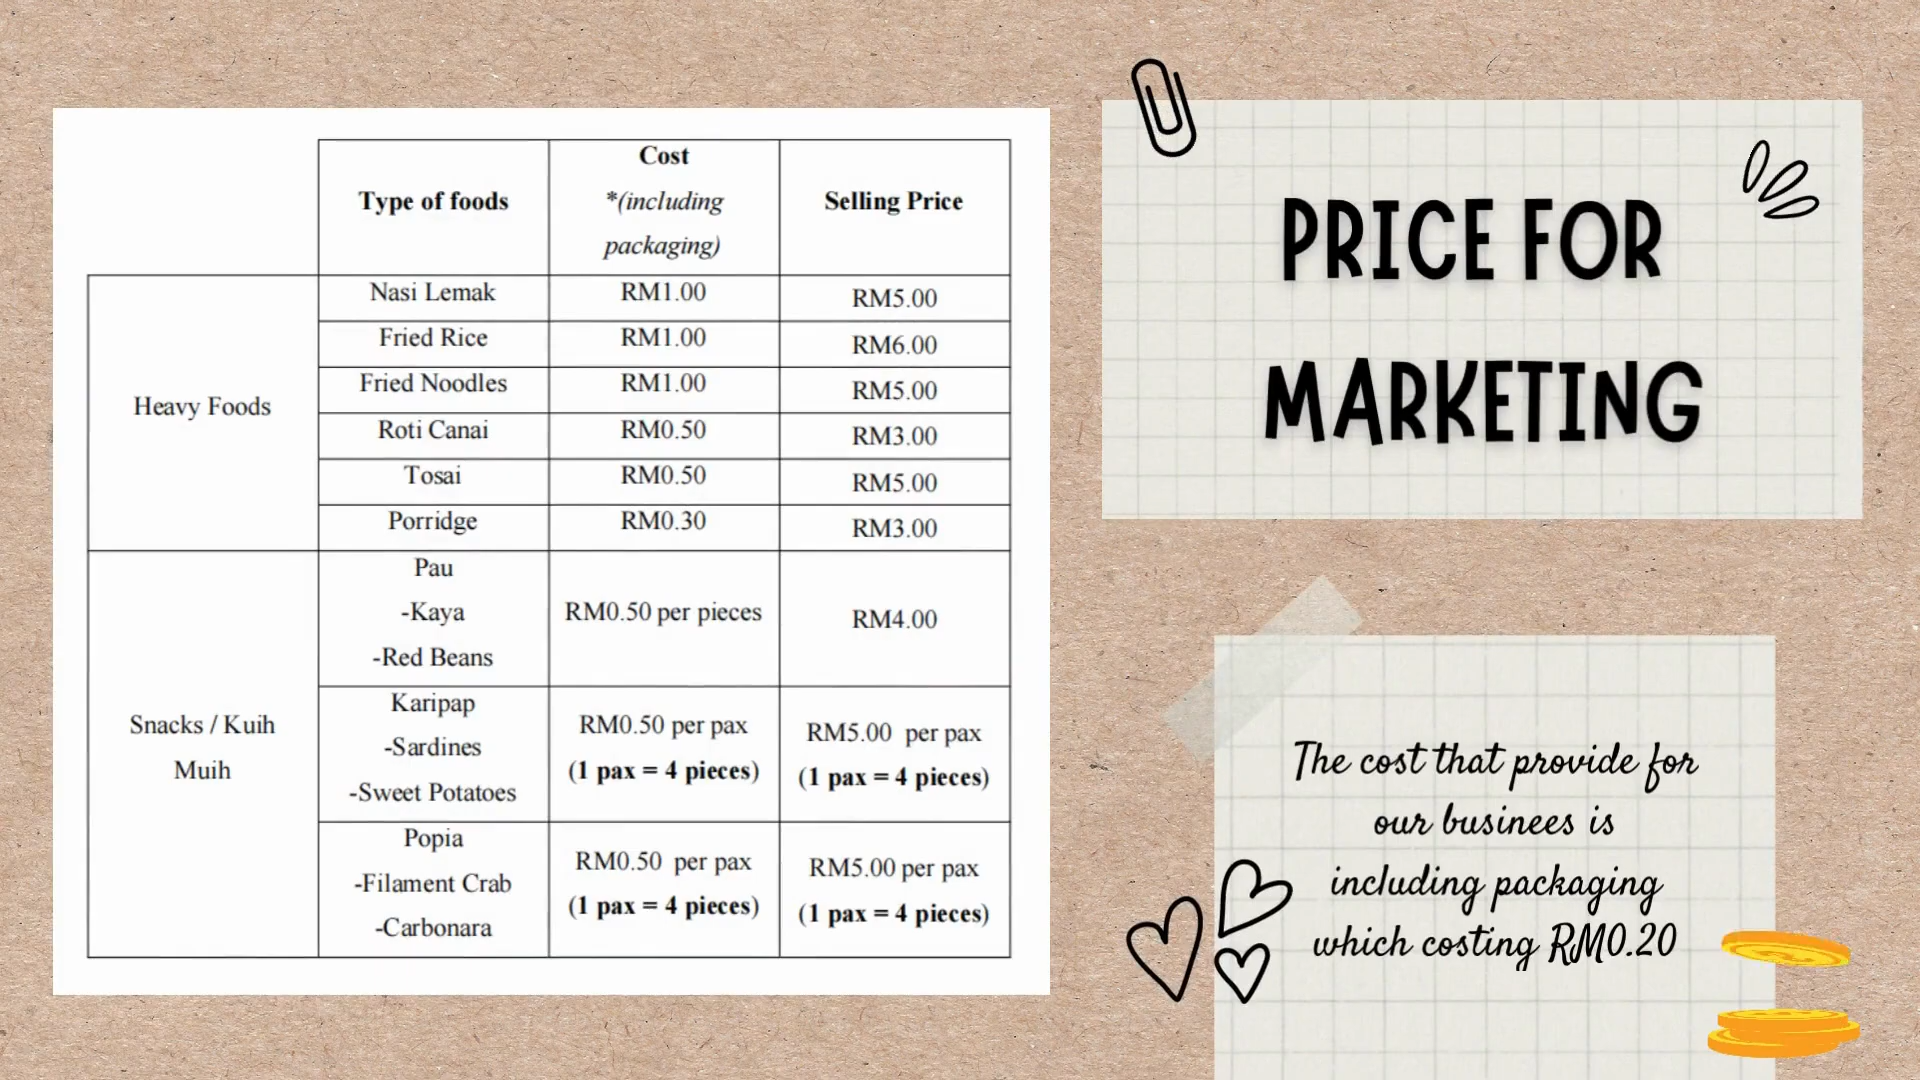 Type of foods
Cost
*(including
packaging)
Selling Price
Heavy Foods
Nasi Lemak
RM1.00
RM5.00
Fried Rice
RM1.00
RM6.00
Fried Noodles
RM1.00
RM5.00
Roti Canai
RM0.50
RM3.00
Tosai
RM0.50
RM5.00
Porridge
RM0.30
RM3.00
Snacks / Kuih
Muih
Pau
-Kaya
-Red Beans
RM0.50 per pieces
RM4.00
Karipap
-Sardines
-Sweet Potatoes
RM0.50 per pax
(1 pax = 4 pieces)
RM5.00 per pax
(1 pax = 4 pieces)
Popia
-Filament Crab
-Carbonara
RM0.50 per pax
(1 pax = 4 pieces)
RM5.00 per pax
(1 pax = 4 pieces)
PRICE FOR
MARKETING
The cost that provide for
our businees is
including packaging
which costing RM0.20